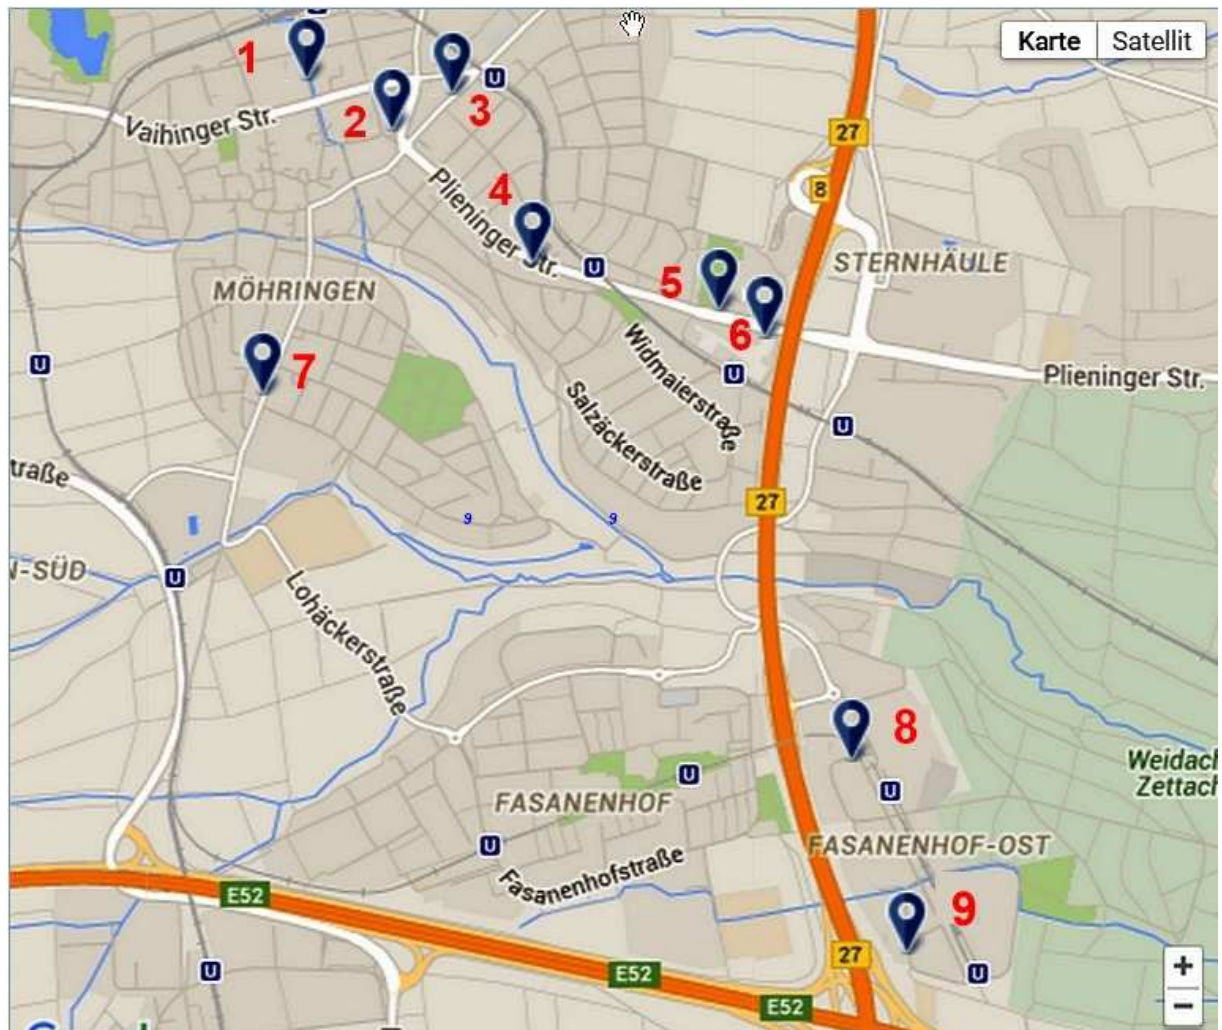 Karte
Satellit
1
2
3
U
Vaihinger Str.
27
8
4
Plieninger Str.
U
5
6
STERNHÄULE
MÖHRINGEN
U
7
Widmaierstraße
U
Plieninger Str.
Salzäckerstraße
U
traße
27
9
9
N-SÜD
U
Lohäckerstraße
8
Weidach
Zettach
U
U
FASANENHOF
U
FASANENHOF-OST
Fasanenhofstraße
E52
9
27
U
E52
U
E52
+
−